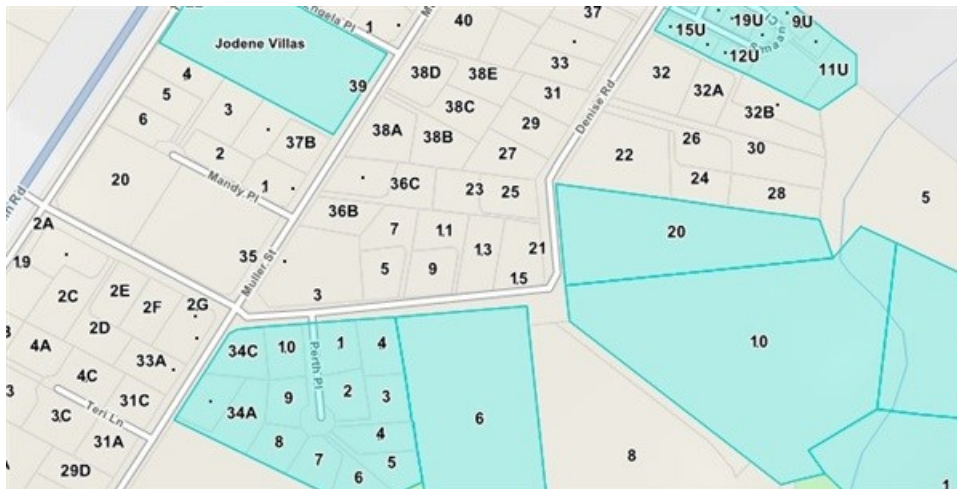 Angela Pl
1
40
37
15U
19U
9U
Jodene Villas
12U
11U
4
39
38D
38E
33
32
5
3
31
32A
32B
6
38C
Denise Rd
38A
38B
29
37B
26
30
2
27
22
20
Mandy Pl
1
36C
23
25
24
28
5
36B
2A
7
11
20
35
13
21
19
5
9
15
Muller St
3
2C
2E
2F
2G
2D
34C
10
1
4
10
4A
33A
Perth Pl
4C
9
2
3
3
31C
34A
6
3C
Teri Ln
4
31A
8
7
5
8
29D
6
1